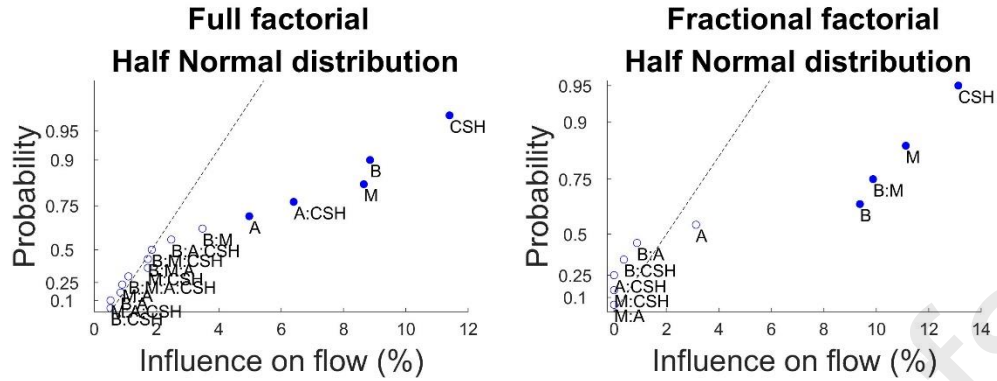 Full factorial
Half Normal distribution
Probability
0.95
0.9
0.75
0.5
0.25
0.1
CSH
B
M
A:CSH
A
B:M
B:A:CSH
B:M:CSH
B:M:A
M:CSH
B:M:A:CSH
M:A
B:A
M:A:CSH
B:CSH
0 2 4 6 8 10 12
Influence on flow (%)
Fractional factorial
Half Normal distribution
Probability
0.95
0.9
0.75
0.5
0.25
0.1
CSH
M
B:M
B
A
B:A
B:CSH
A:CSH
M:CSH
M:A
0 2 4 6 8 10 12 14
Influence on flow (%)